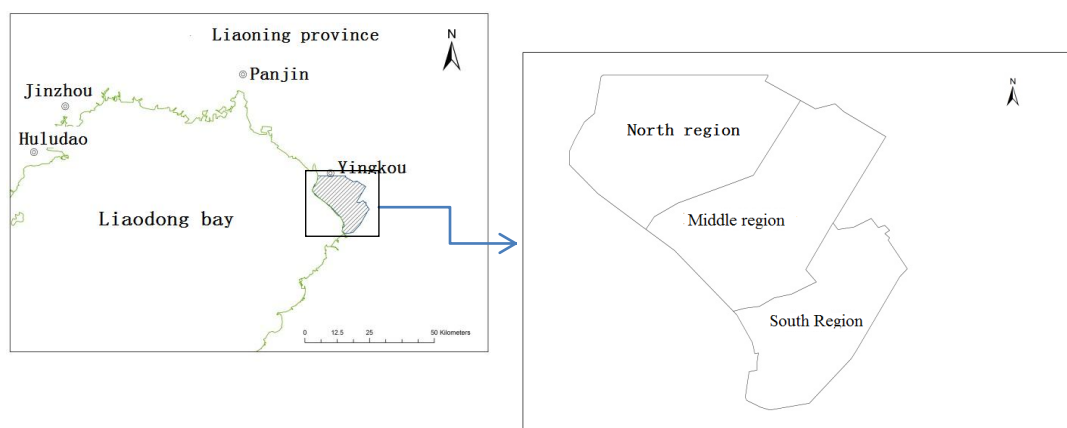 Liaoning province
N
Panjin
Jinzhou
Huludao
Yingkou
Liaodong bay
0 12.5 25 50 Kilometers
N
North region
Middle region
South Region